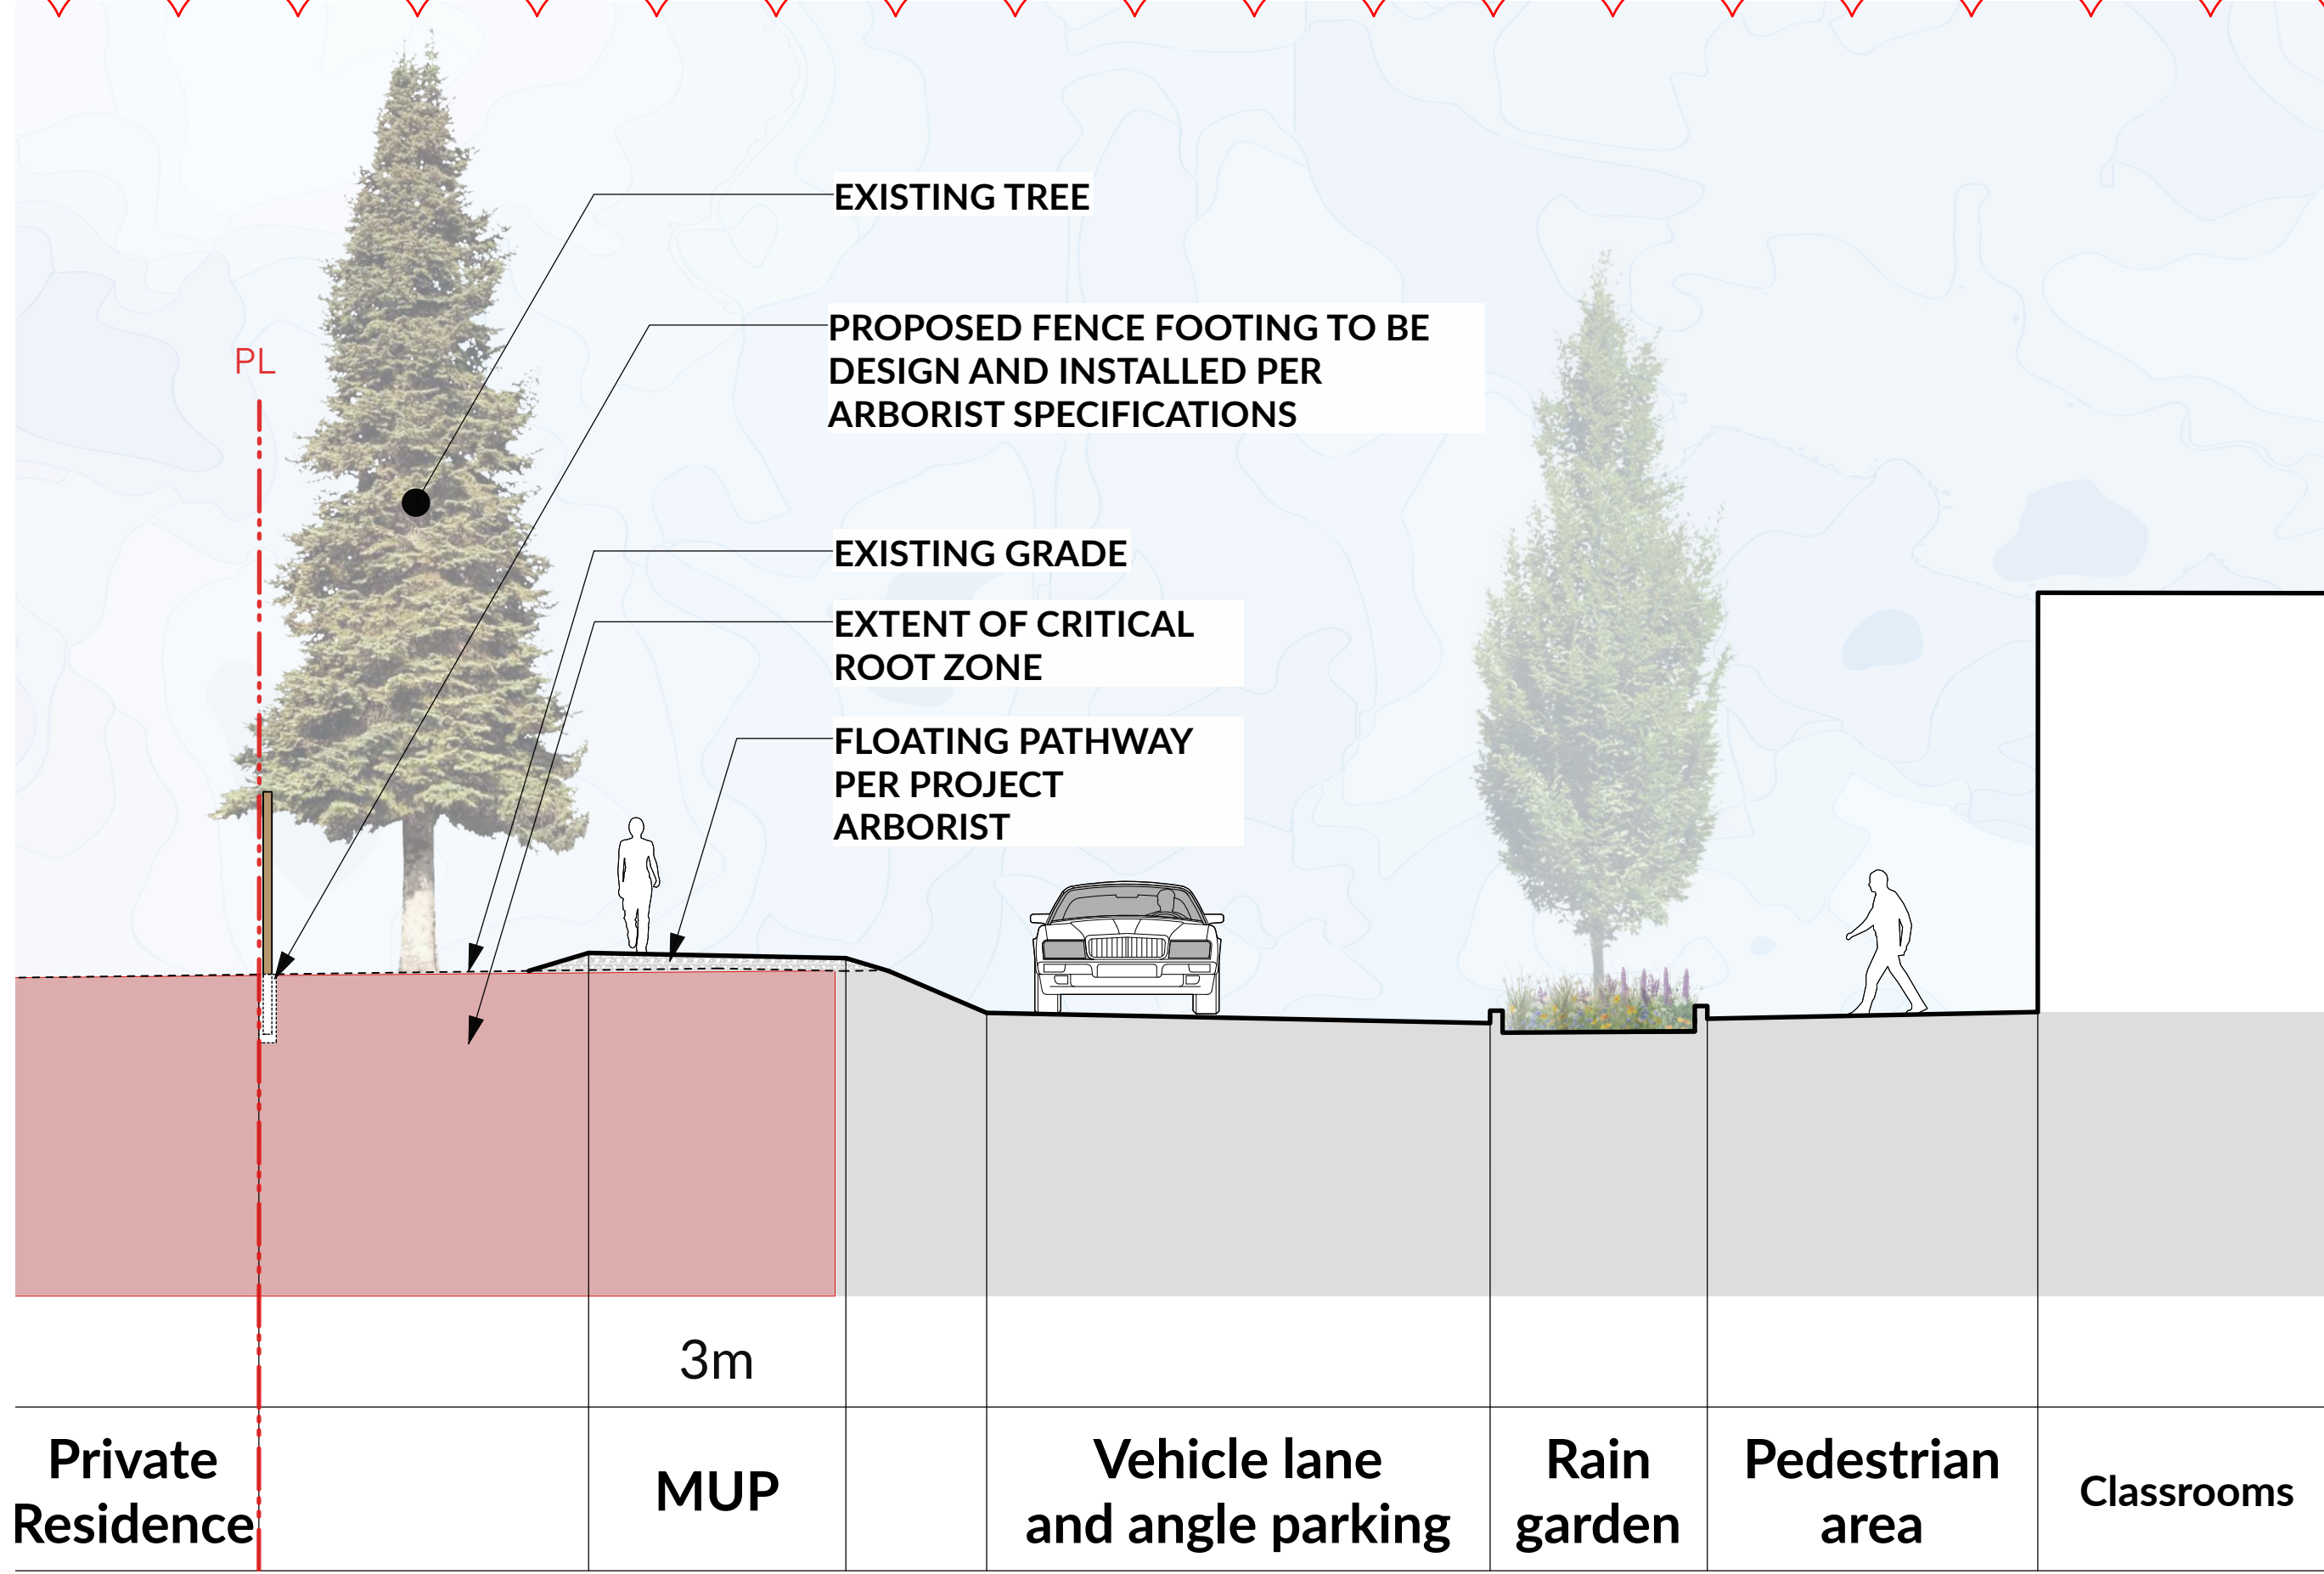 EXISTING TREE
PROPOSED FENCE FOOTING TO BE
DESIGN AND INSTALLED PER
ARBORIST SPECIFICATIONS
PL
EXISTING GRADE
EXTENT OF CRITICAL
ROOT ZONE
FLOATING PATHWAY
PER PROJECT
ARBORIST
3m
Private
Residence
MUP
Vehicle lane
and angle parking
Rain
garden
Pedestrian
area
Classrooms